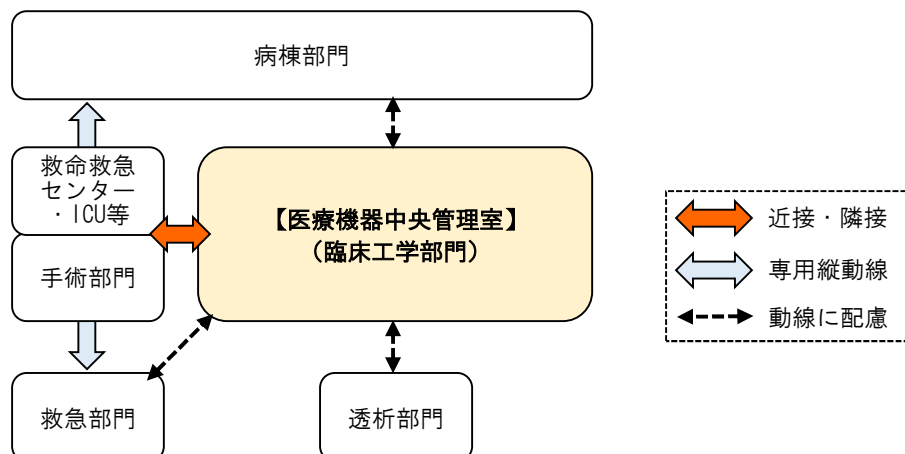 病棟部門
救命救急
センター
・ICU等
手術部門
【医療機器中央管理室】
（臨床工学部門）
救急部門
透析部門
近接・隣接
専用縦動線
動線に配慮